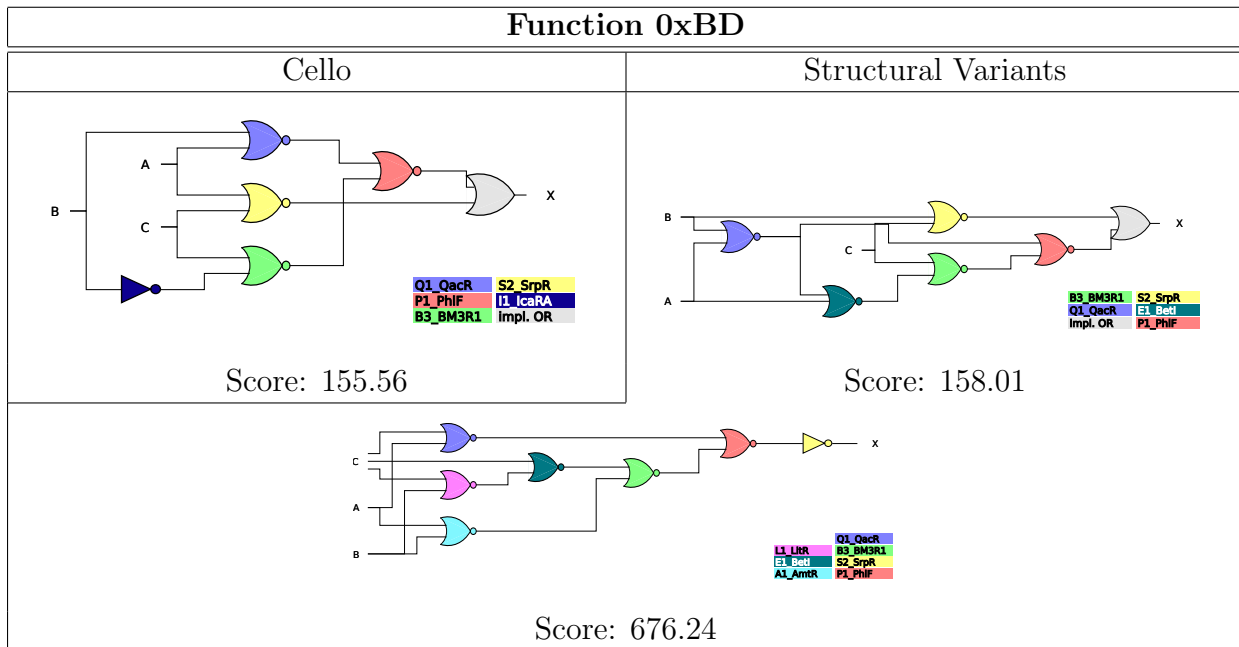 Function 0xBD
Cello
Structural Variants
A
B
C
X
Q1_QacR S2_SrpR
P1_PhlF I1_IcaRA
B3_BM3R1 Impl. OR
Score: 155.56
B
C
A
X
B3_BM3R1 S2_SrpR
Q1_QacR E1_BetI
Impl. OR P1_PhlF
Score: 158.01
C
A
B
X
Q1_QacR
L1_LitR B3_BM3R1
E1_BetI S2_SrpR
A1_AmtR P1_PhlF
Score: 676.24